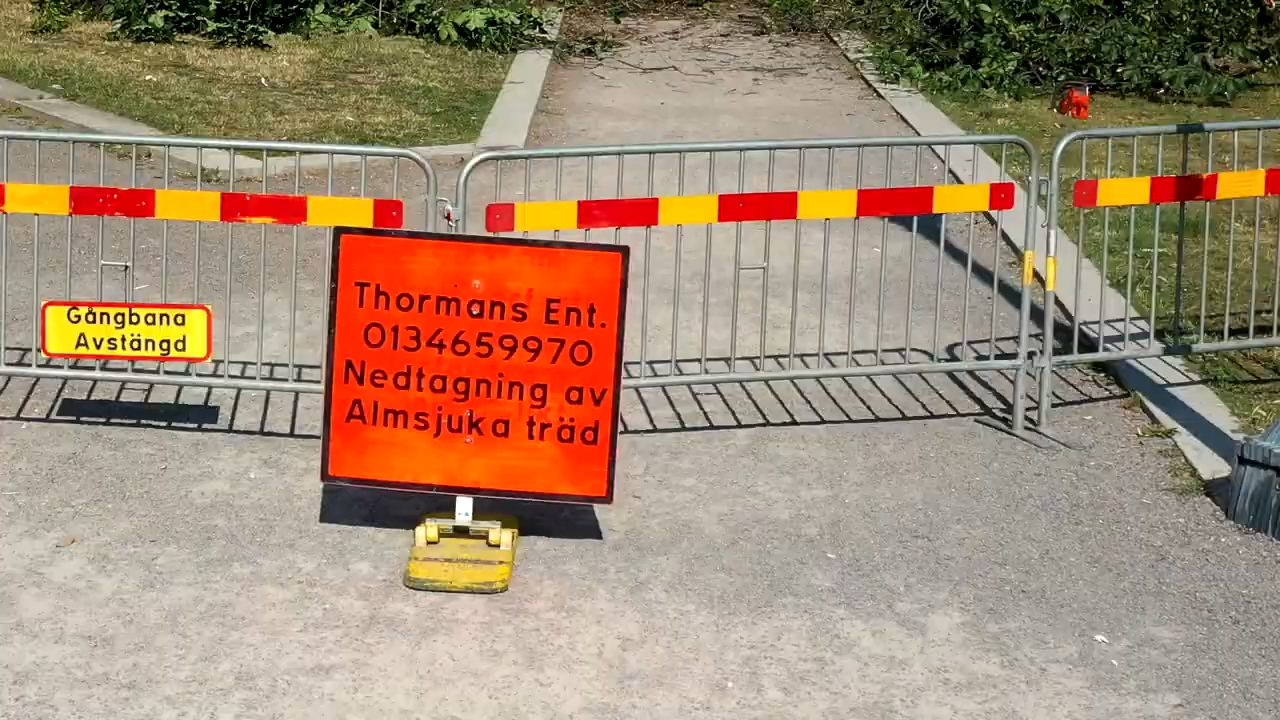 Gångbana
Avstängd
Thormans Ent.
0134659970
Nedtagning av
Almsjuka träd